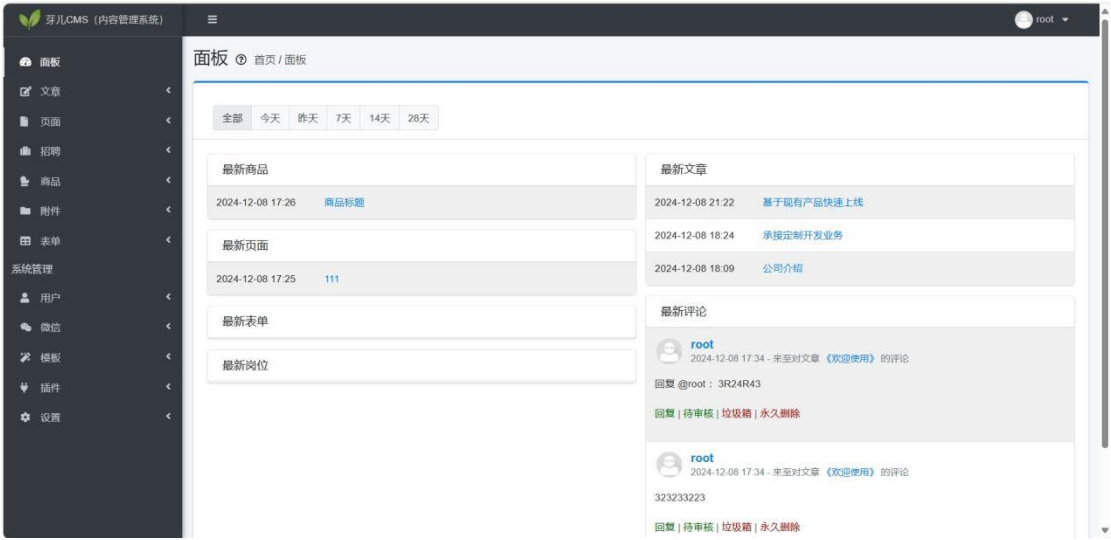 芽儿CMS（内容管理系统）
root
面板
文章
页面
招聘
商品
附件
表单
系统管理
用户
微信
模板
插件
设置
面板 首页 / 面板
全部 今天 昨天 7天 14天 28天
最新商品
2024-12-08 17:26 商品标题
最新页面
2024-12-08 17:25 111
最新表单
最新岗位
最新文章
2024-12-08 21:22 基于现有产品快速上线
2024-12-08 18:24 承接定制开发业务
2024-12-08 18:09 公司介绍
最新评论
root
2024-12-08 17:34 - 来至对文章 《欢迎使用》 的评论
回复 @root： 3R24R43
回复 | 待审核 | 垃圾箱 | 永久删除
root
2024-12-08 17:34 - 来至对文章 《欢迎使用》 的评论
323233223
回复 | 待审核 | 垃圾箱 | 永久删除